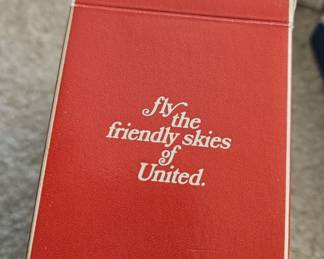 fly
the
friendly skies
of
United.